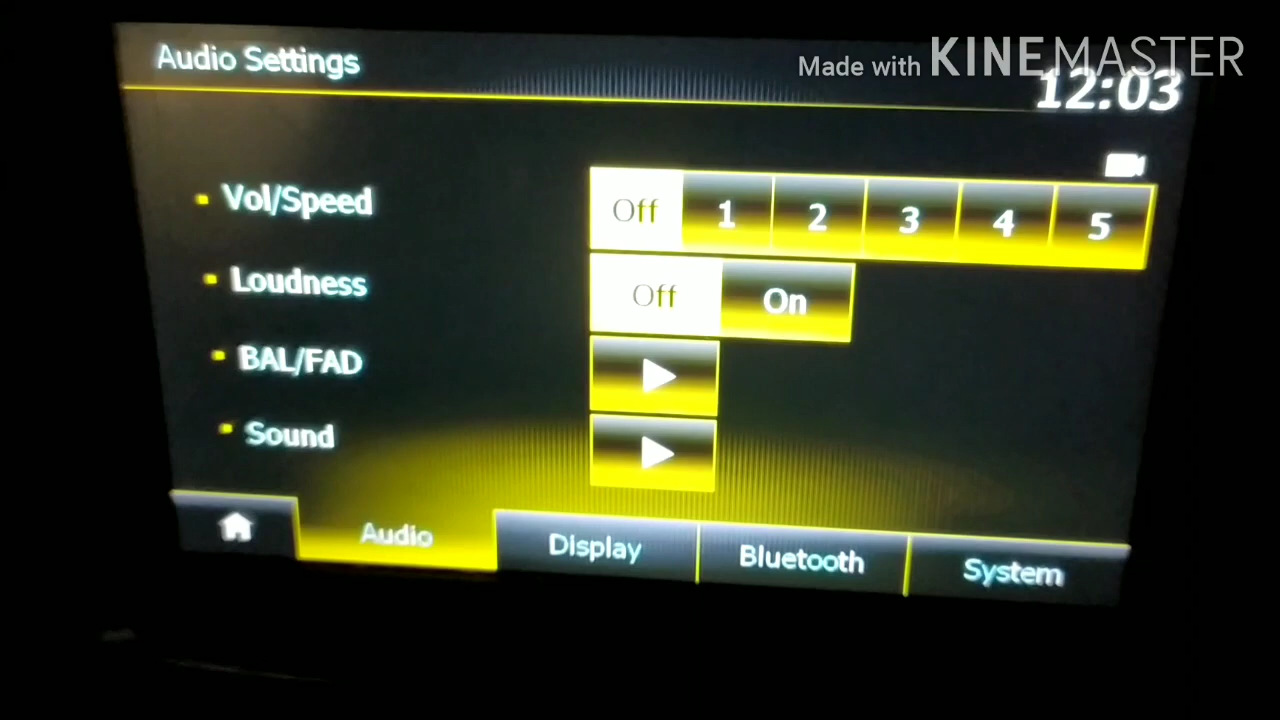 Audio Settings
Made with KINEMASTER
12:03
Vol/Speed Off 1 2 3 4 5
Loudness Off On
BAL/FAD
Sound
Audio Display Bluetooth System